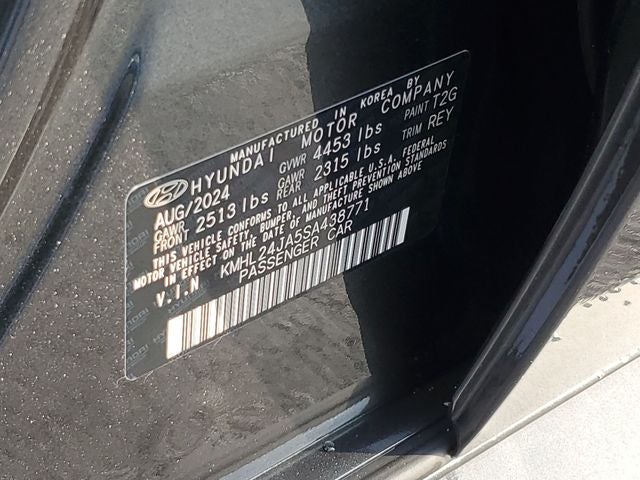 MANUFACTURED IN KOREA BY
HYUNDAI MOTOR COMPANY
AUG/2024 GVWR 4453 lbs PAINT T2G
GAWR FRONT 2513 lbs GAWR REAR 2315 lbs TRIM REY
THIS VEHICLE CONFORMS TO ALL APPLICABLE U.S.A. FEDERAL
MOTOR VEHICLE SAFETY, BUMPER, AND THEFT PREVENTION STANDARDS
IN EFFECT ON THE DATE OF MANUFACTURE SHOWN ABOVE
V.I.N KMHL24JA5SA438771
PASSENGER CAR